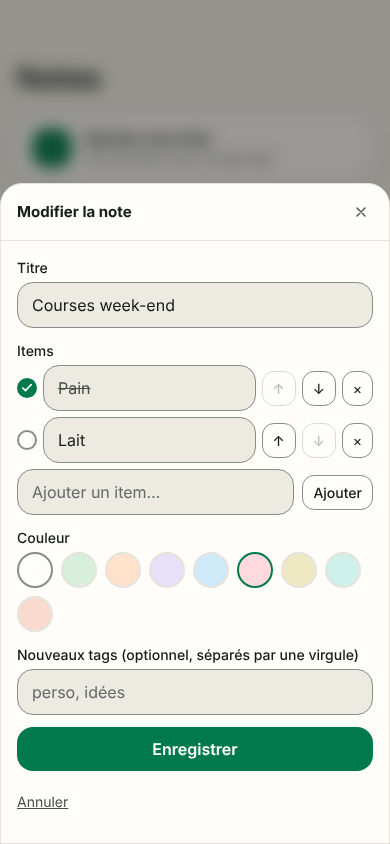 Notes
Modifier la note
×
Titre
Courses week-end
Items
Pain ↑ ↓ ×
Lait ↑ ↓ ×
Ajouter un item... Ajouter
Couleur
Nouveaux tags (optionnel, séparés par une virgule)
perso, idées
Enregistrer
Annuler